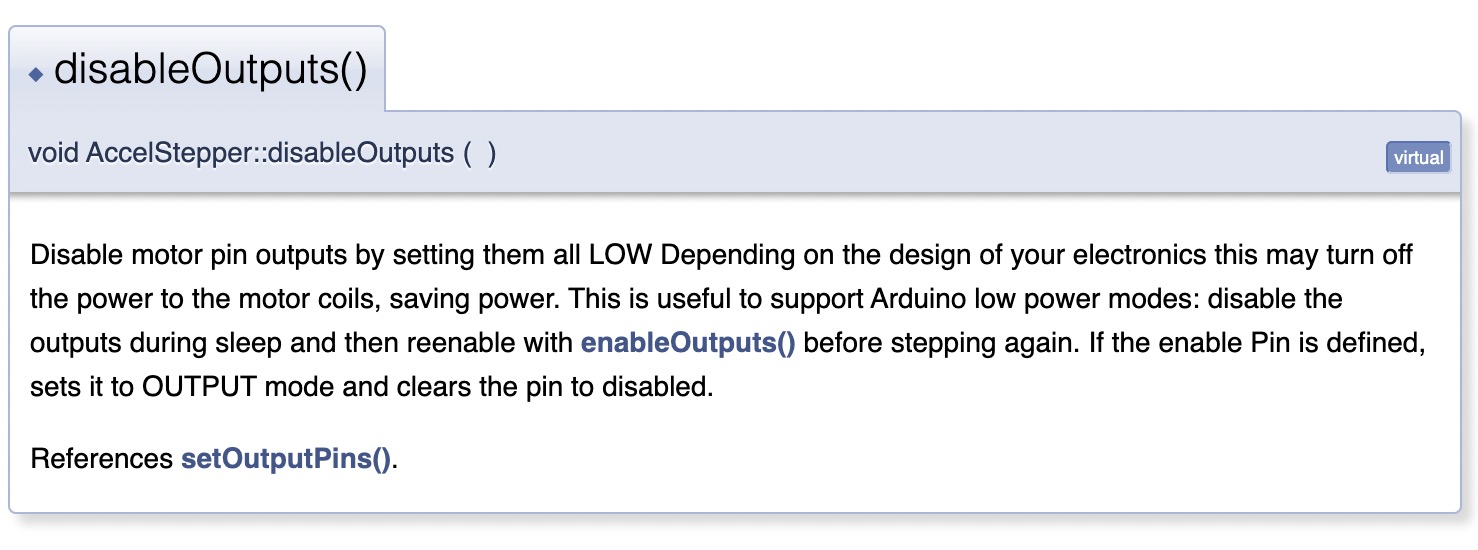 ◆ disableOutputs()
void AccelStepper::disableOutputs ( )
virtual
Disable motor pin outputs by setting them all LOW Depending on the design of your electronics this may turn off
the power to the motor coils, saving power. This is useful to support Arduino low power modes: disable the
outputs during sleep and then reenable with enableOutputs() before stepping again. If the enable Pin is defined,
sets it to OUTPUT mode and clears the pin to disabled.
References setOutputPins().